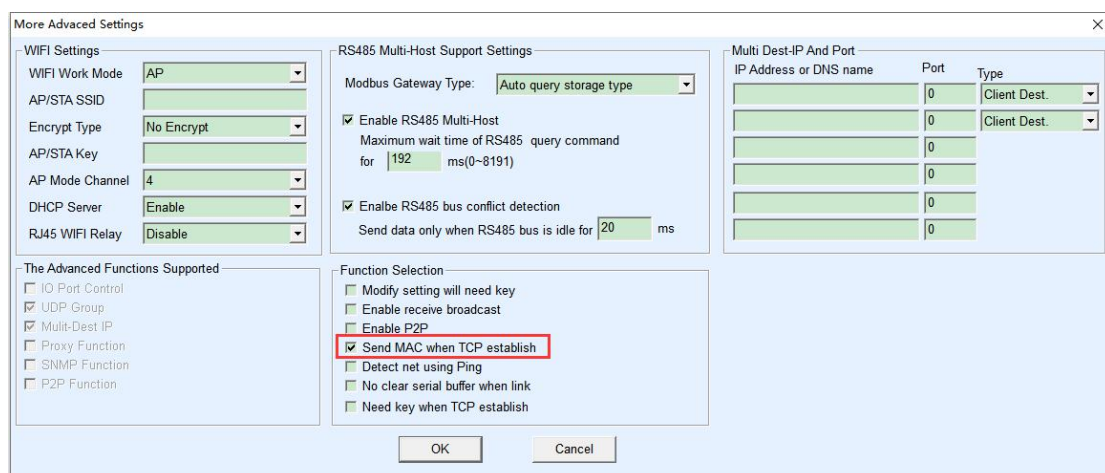 More Advaced Settings
WIFI Settings
WIFI Work Mode AP
AP/STA SSID
Encrypt Type No Encrypt
AP/STA Key
AP Mode Channel 4
DHCP Server Enable
RJ45 WIFI Relay Disable
RS485 Multi-Host Support Settings
Modbus Gateway Type: Auto query storage type
Enable RS485 Multi-Host
Maximum wait time of RS485 query command
for 192 ms(0~8191)
Enalbe RS485 bus conflict detection
Send data only when RS485 bus is idle for 20 ms
Multi Dest-IP And Port
IP Address or DNS name Port Type
0 Client Dest.
0 Client Dest.
0
0
0
0
The Advanced Functions Supported
IO Port Control
UDP Group
Mulit-Dest IP
Proxy Function
SNMP Function
P2P Function
Function Selection
Modify setting will need key
Enable receive broadcast
Enable P2P
Send MAC when TCP establish
Detect net using Ping
No clear serial buffer when link
Need key when TCP establish
OK Cancel